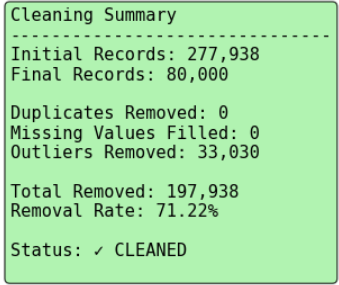 Cleaning Summary
-------------------------------
Initial Records: 277,938
Final Records: 80,000
Duplicates Removed: 0
Missing Values Filled: 0
Outliers Removed: 33,030
Total Removed: 197,938
Removal Rate: 71.22%
Status: ✓ CLEANED